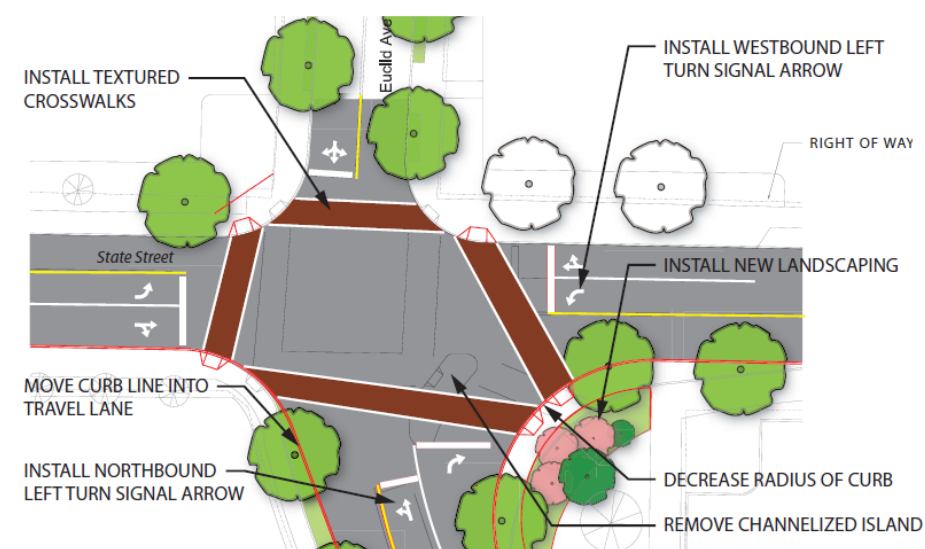 Euclid Ave
INSTALL TEXTURED
CROSSWALKS
INSTALL WESTBOUND LEFT
TURN SIGNAL ARROW
RIGHT OF WAY
State Street
INSTALL NEW LANDSCAPING
MOVE CURB LINE INTO
TRAVEL LANE
INSTALL NORTHBOUND
LEFT TURN SIGNAL ARROW
DECREASE RADIUS OF CURB
REMOVE CHANNELIZED ISLAND